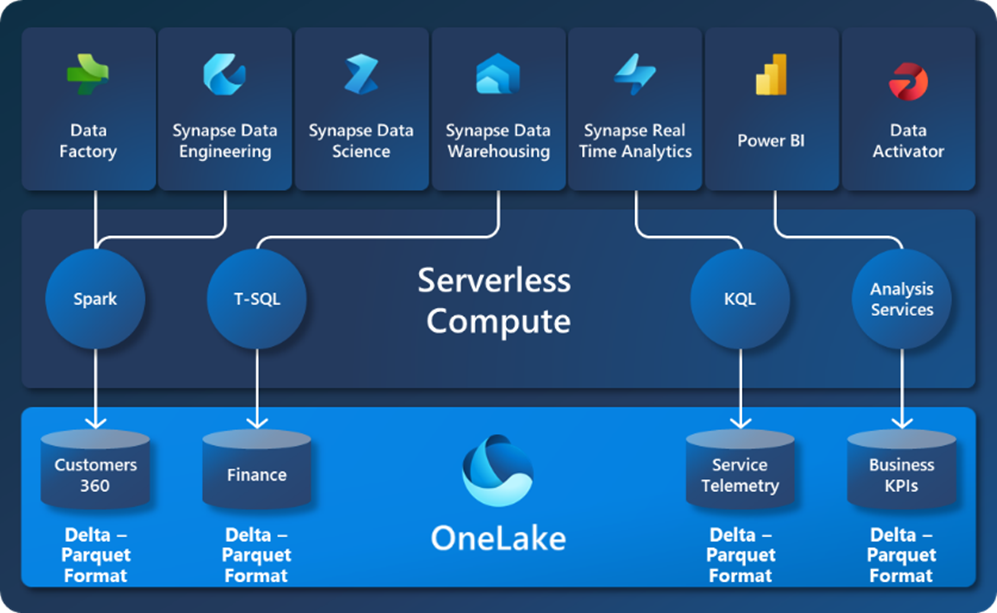 Data
Factory
Synapse Data
Engineering
Synapse Data
Science
Synapse Data
Warehousing
Synapse Real
Time Analytics
Power BI
Data
Activator
Spark
T-SQL
Serverless
Compute
KQL
Analysis
Services
Customers
360
Finance
OneLake
Service
Telemetry
Business
KPIs
Delta –
Parquet
Format
Delta –
Parquet
Format
Delta –
Parquet
Format
Delta –
Parquet
Format